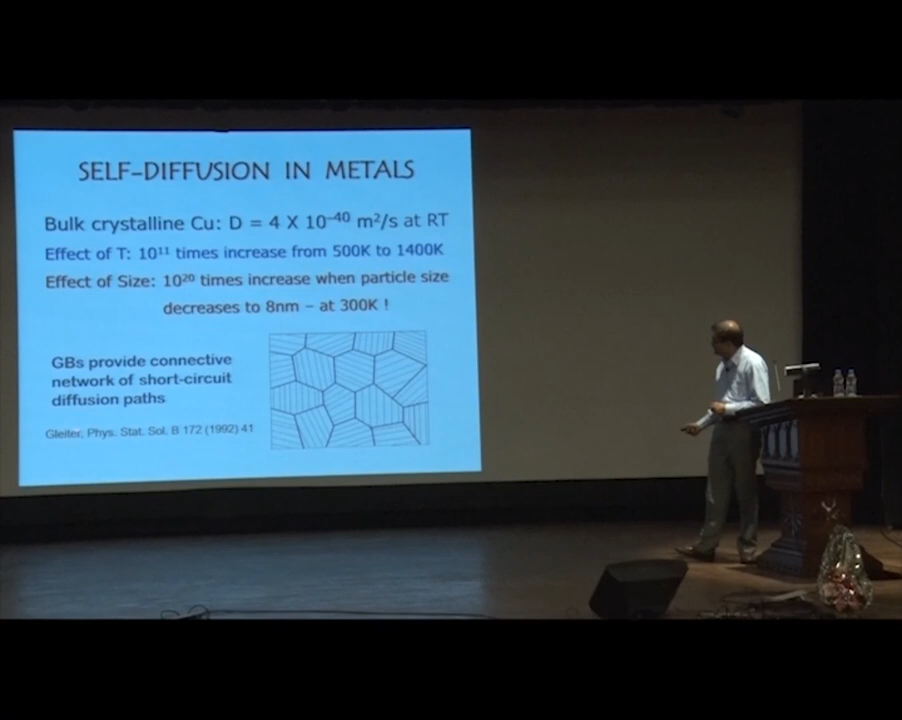 SELF-DIFFUSION IN METALS
Bulk crystalline Cu: D = 4 X 10⁻⁴⁰ m²/s at RT
Effect of T: 10¹¹ times increase from 500K to 1400K
Effect of Size: 10²⁰ times increase when particle size
decreases to 8nm – at 300K !
GBs provide connective
network of short-circuit
diffusion paths
Gleiter, Phys. Stat. Sol. B 172 (1992) 41